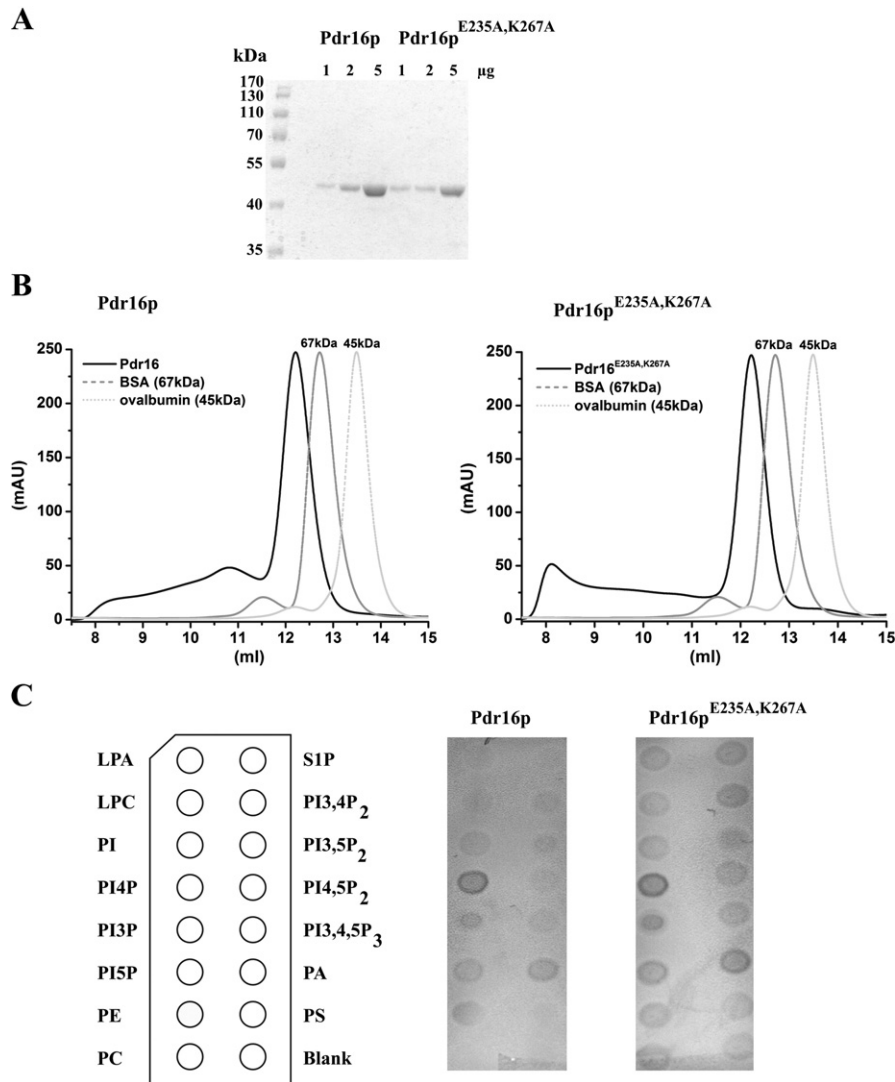 A
Pdr16p Pdr16p^E235A,K267A
kDa
1 2 5 1 2 5 µg
170
130
110
70
55
40
35
B
Pdr16p
250
200
150
100
50
0
(mAU)
Pdr16
BSA (67kDa)
ovalbumin (45kDa)
67kDa 45kDa
8 9 10 11 12 13 14 15
(ml)
Pdr16p^E235A,K267A
250
200
150
100
50
0
(mAU)
Pdr16^E235A,K267A
BSA (67kDa)
ovalbumin (45kDa)
67kDa 45kDa
8 9 10 11 12 13 14 15
(ml)
C
Pdr16p Pdr16p^E235A,K267A
LPA S1P
LPC PI3,4P2
PI PI3,5P2
PI4P PI4,5P2
PI3P PI3,4,5P3
PI5P PA
PE PS
PC Blank